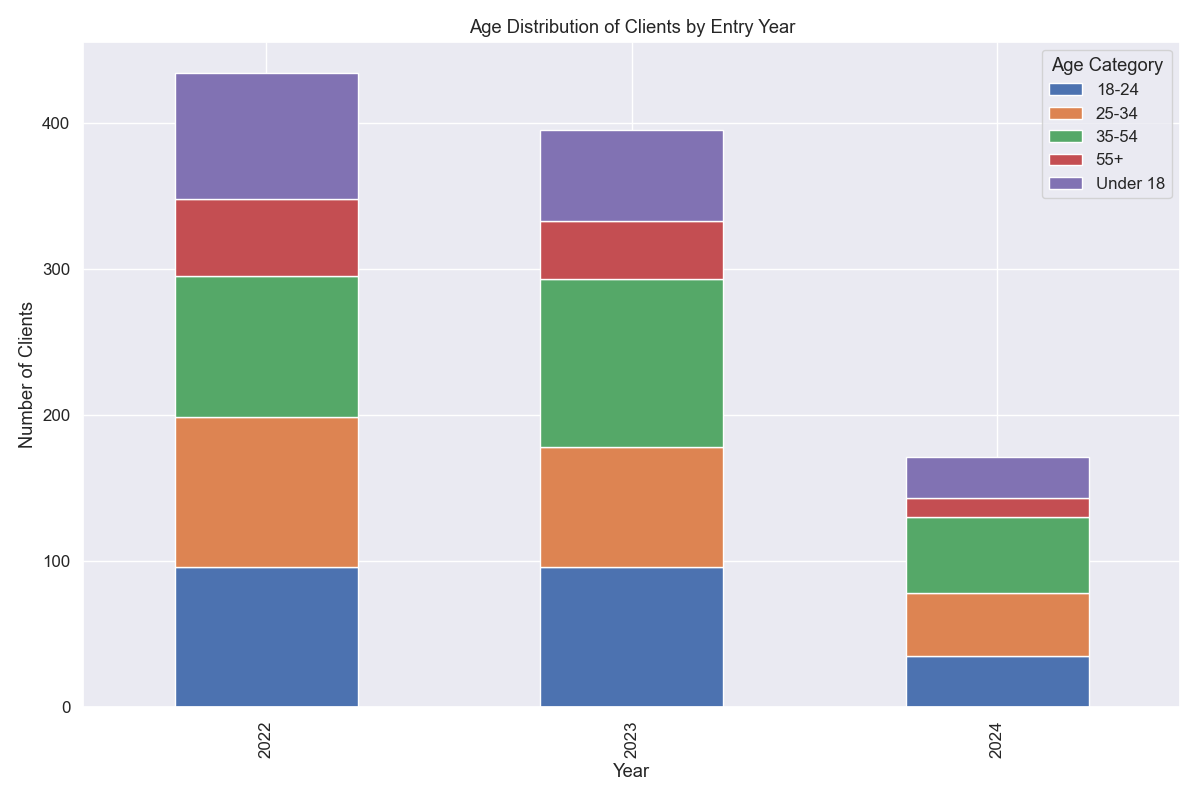 Age Distribution of Clients by Entry Year
Age Category
18-24
25-34
35-54
55+
Under 18
Number of Clients
400
300
200
100
0
2022
2023
2024
Year